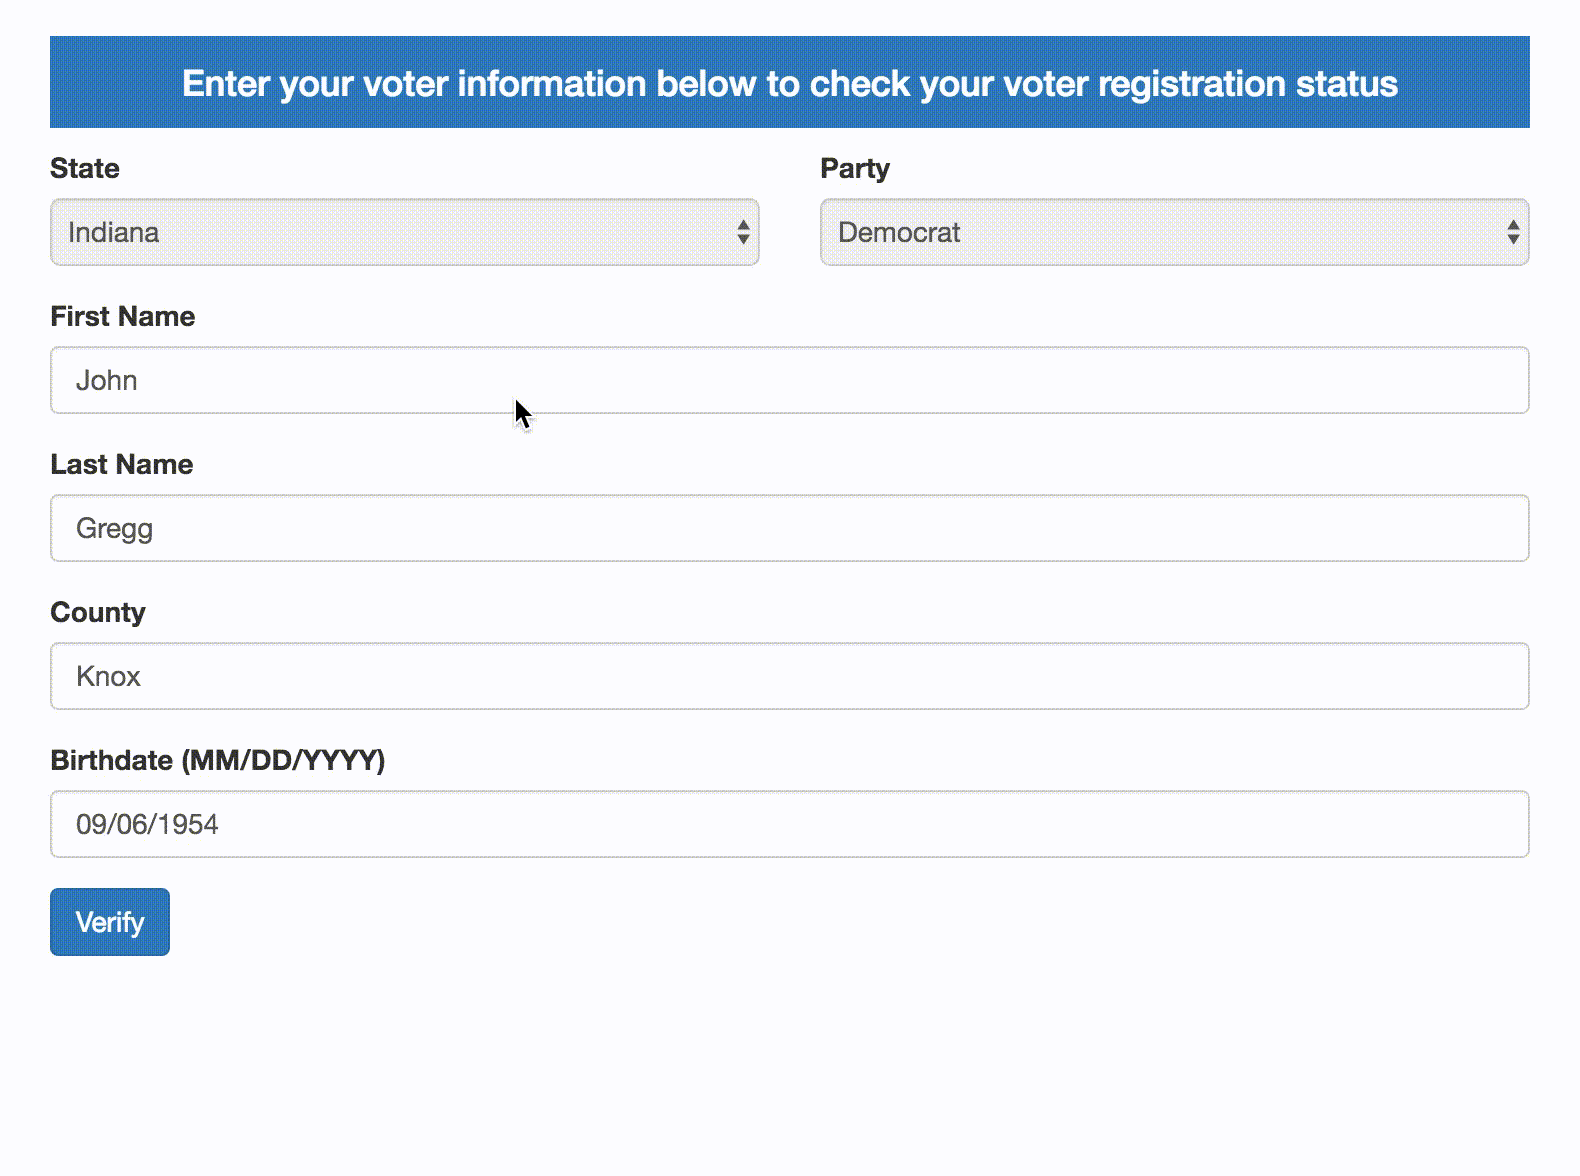 Enter your voter information below to check your voter registration status
State
Party
Indiana
Democrat
First Name
John
Last Name
Gregg
County
Knox
Birthdate (MM/DD/YYYY)
09/06/1954
Verify